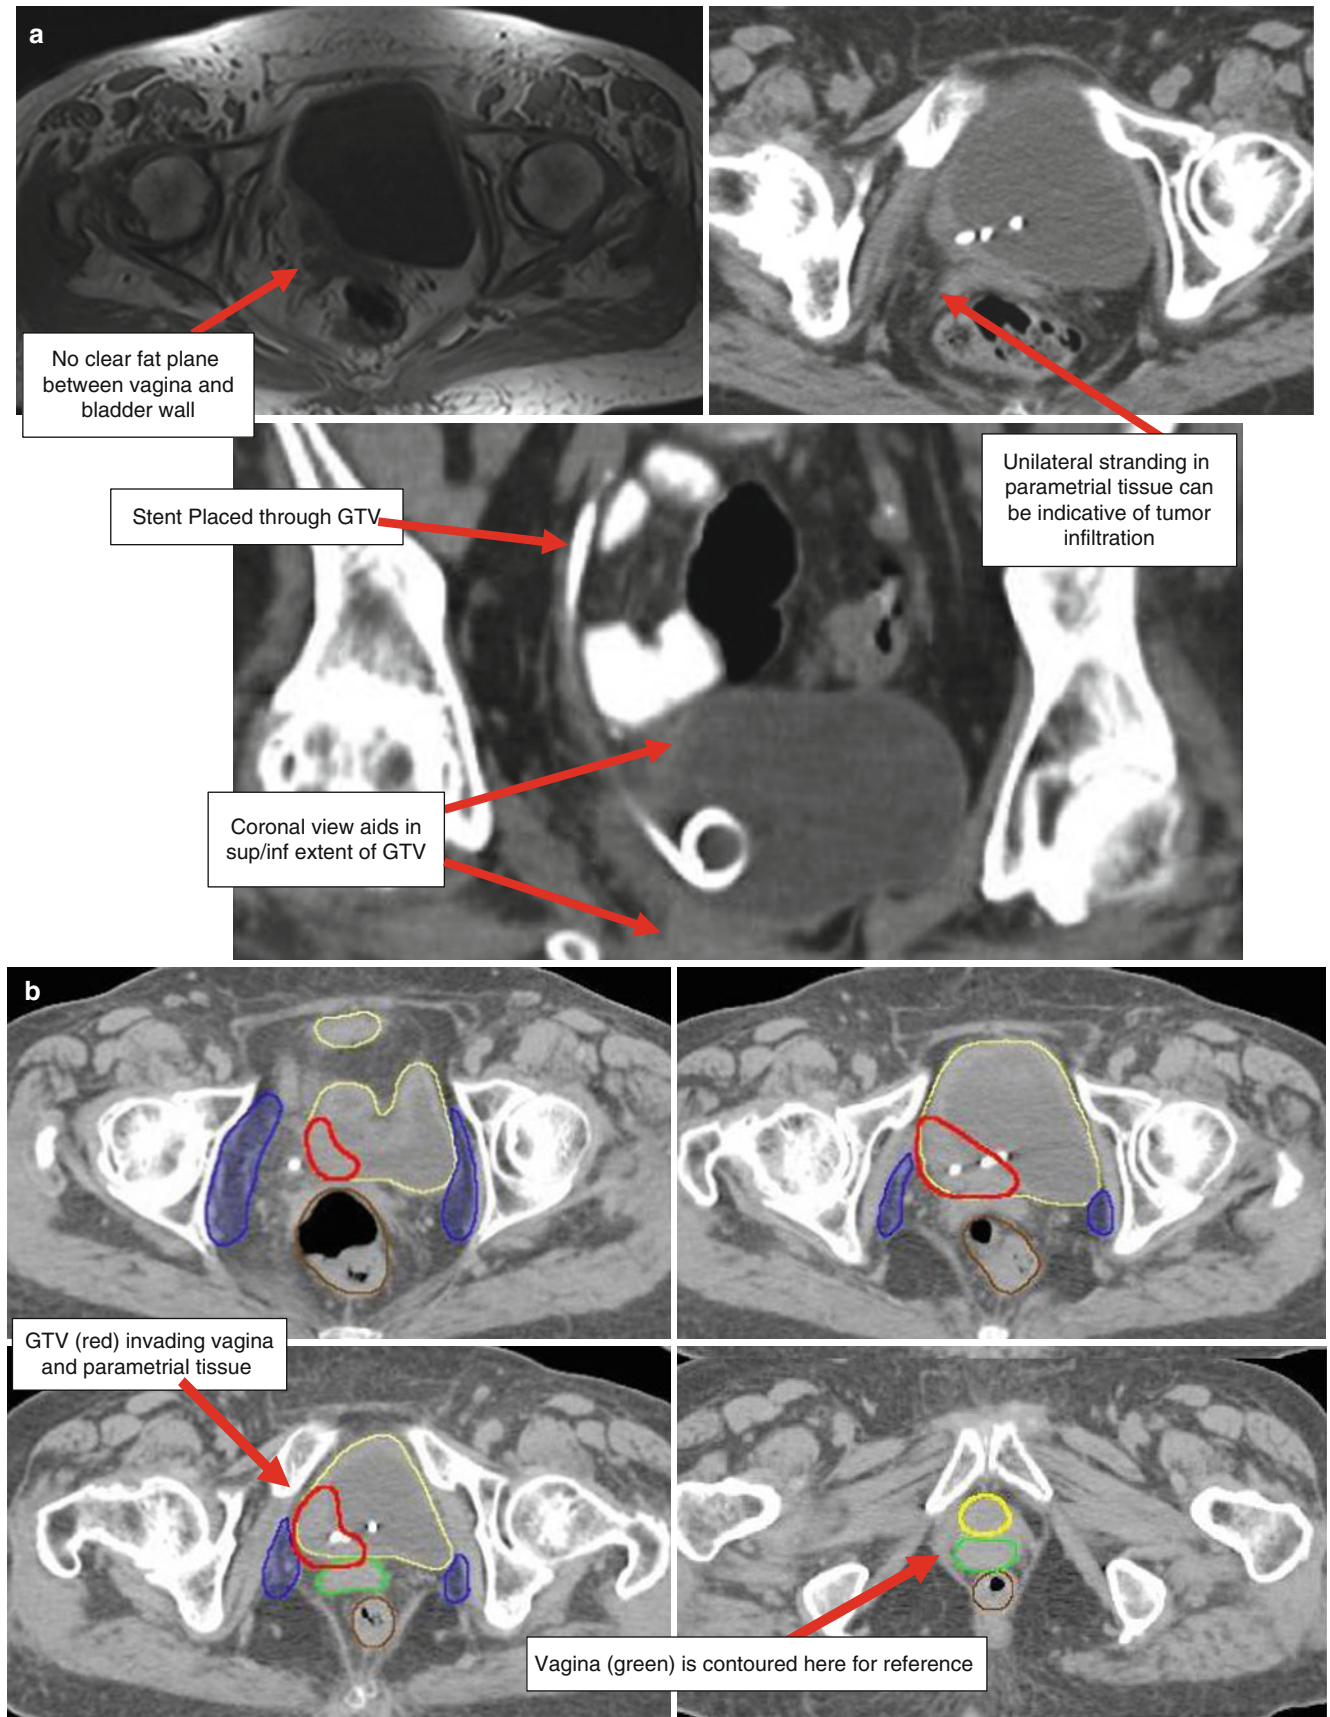 a
No clear fat plane
between vagina and
bladder wall
Unilateral stranding in
parametrial tissue can
be indicative of tumor
infiltration
Stent Placed through GTV
Coronal view aids in
sup/inf extent of GTV
b
GTV (red) invading vagina
and parametrial tissue
Vagina (green) is contoured here for reference